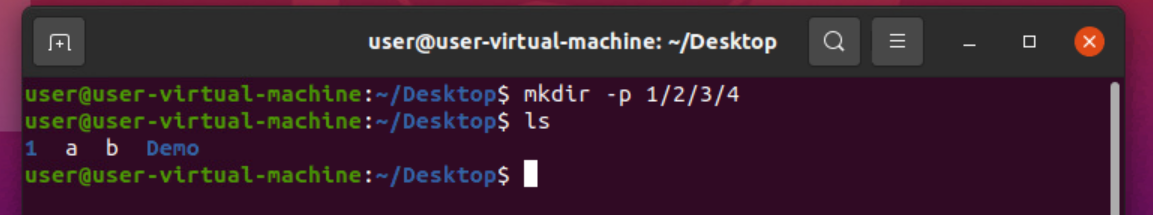 user@user-virtual-machine: ~/Desktop
user@user-virtual-machine:~/Desktop$ mkdir -p 1/2/3/4
user@user-virtual-machine:~/Desktop$ ls
1  a  b  Demo
user@user-virtual-machine:~/Desktop$